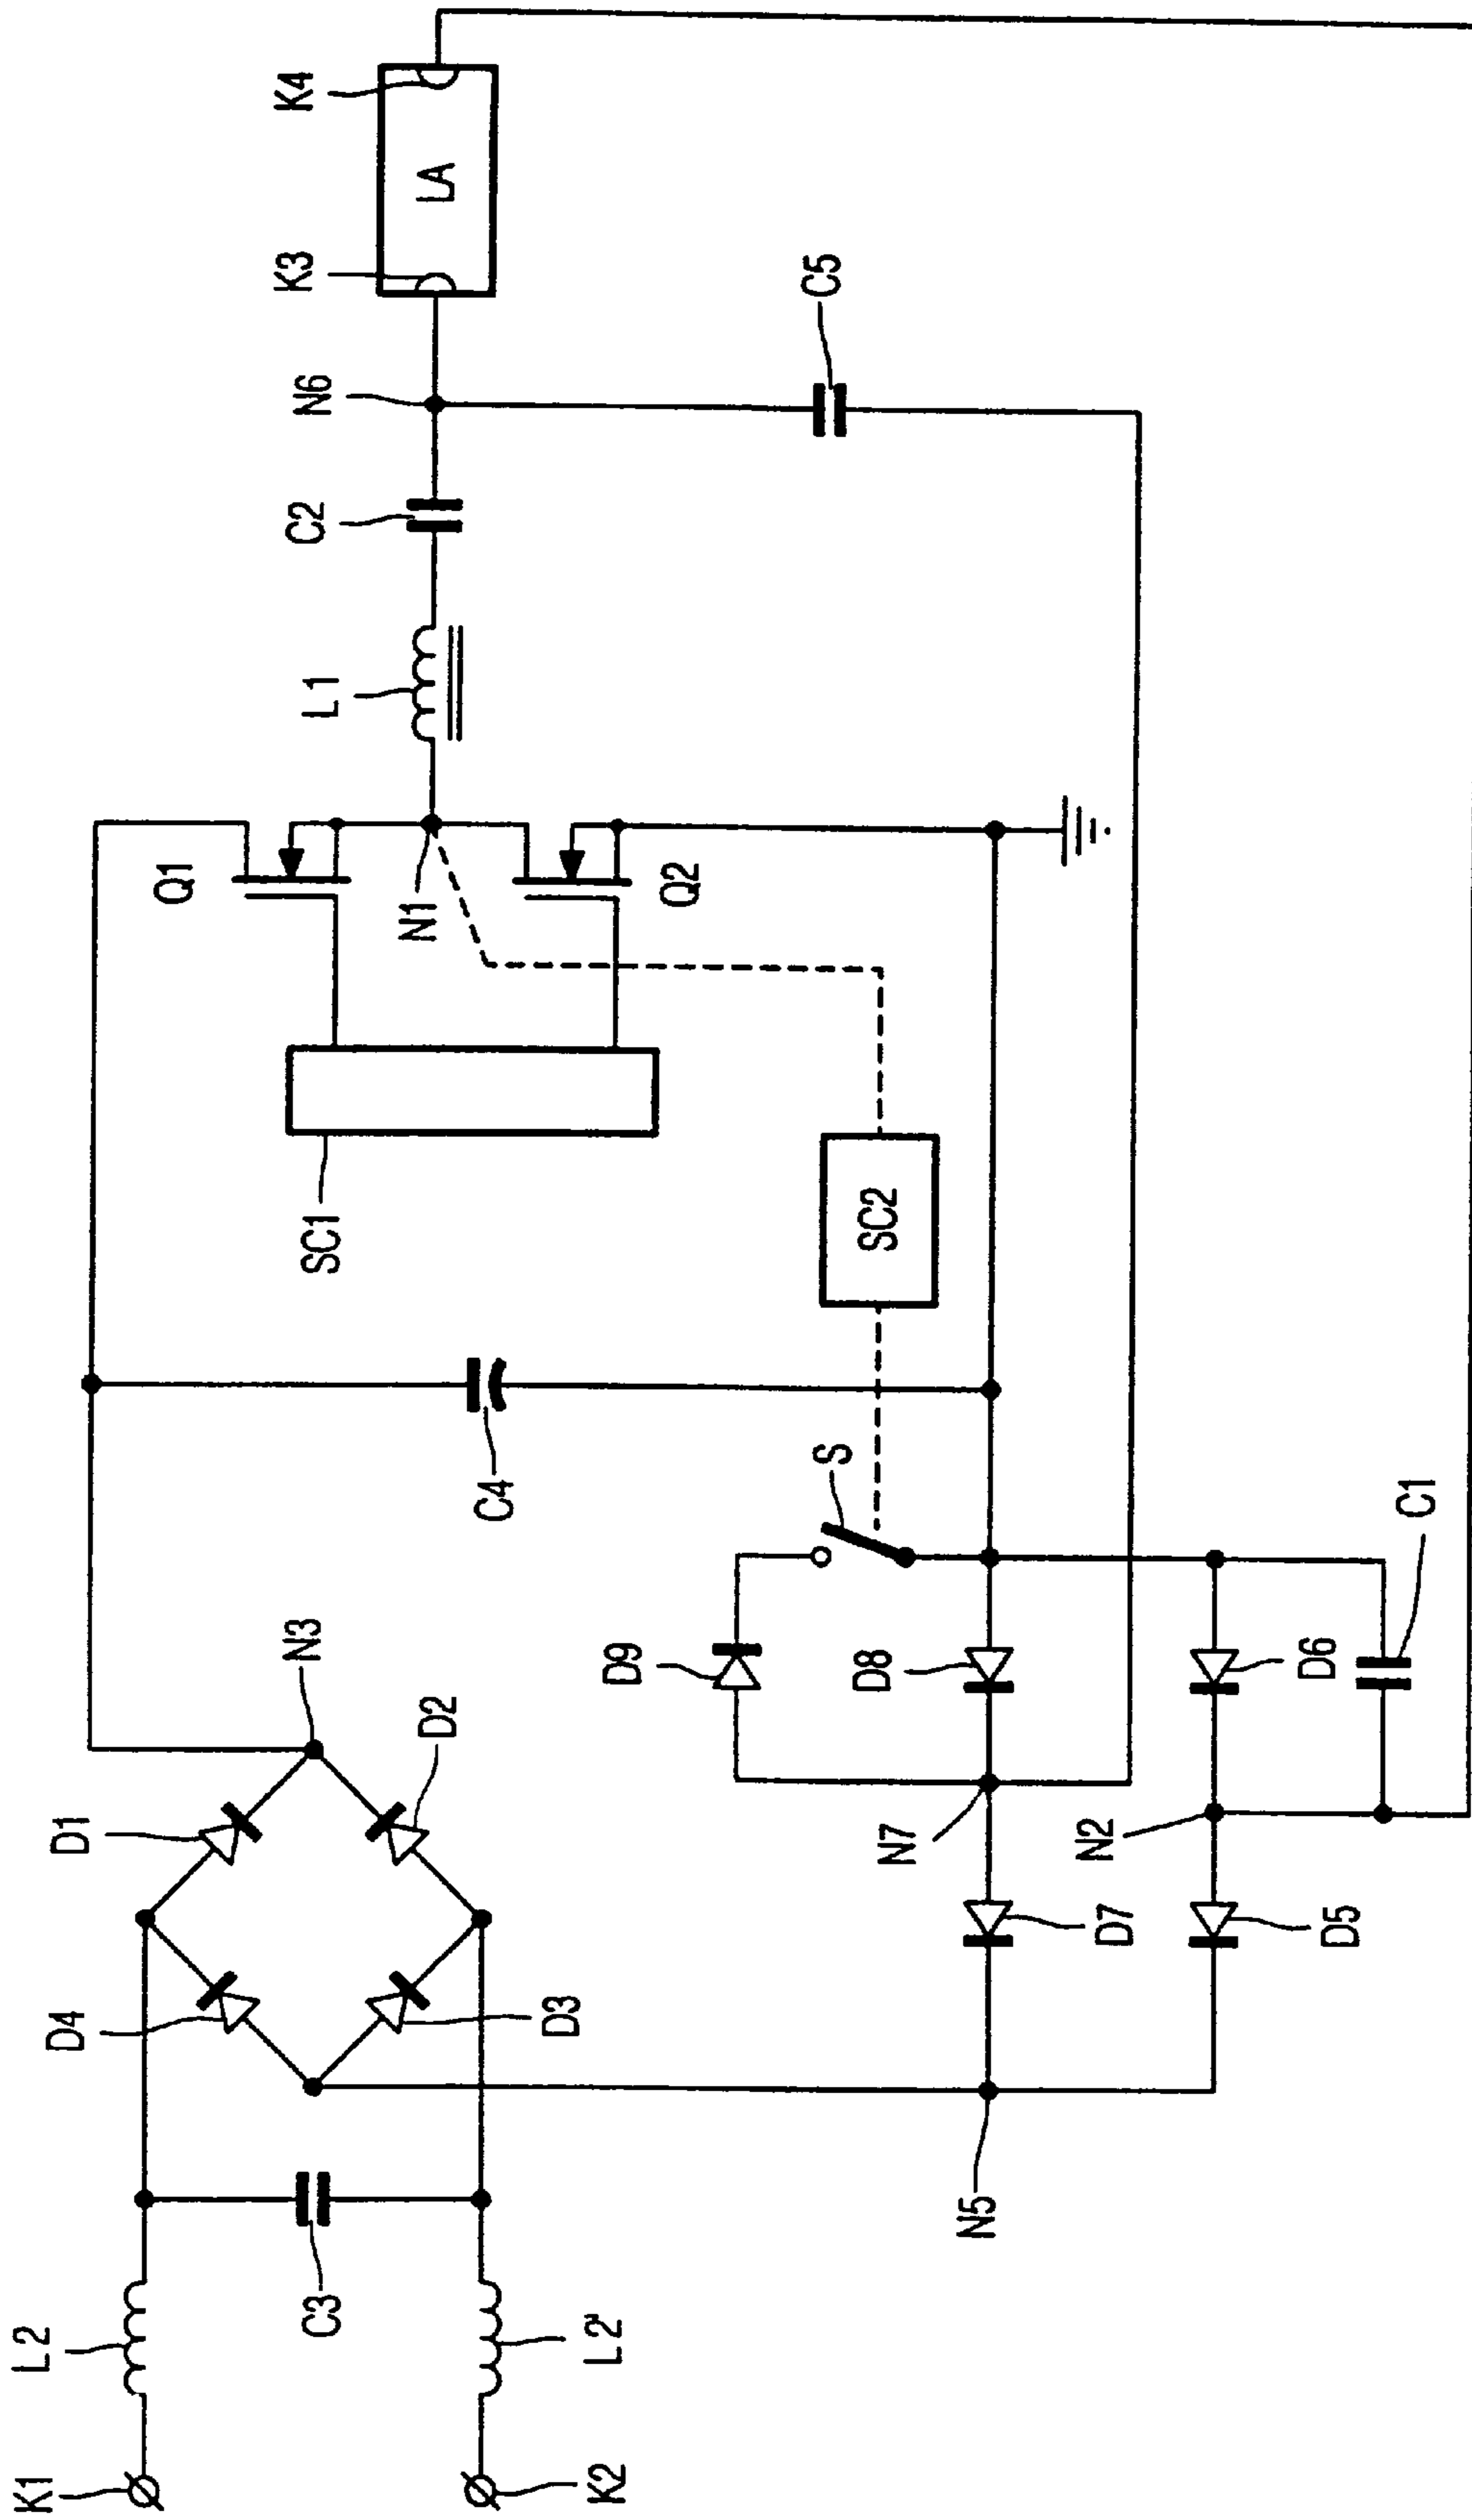 K1
L2
D4
D1
N3
C4
SC1
Q1
N1
L1
C2
N6
K3
LA
K4
C3
D3
D2
K2
L2
D9
S
SC2
Q2
C5
N5
N7
D8
D7
N2
D6
D5
C1